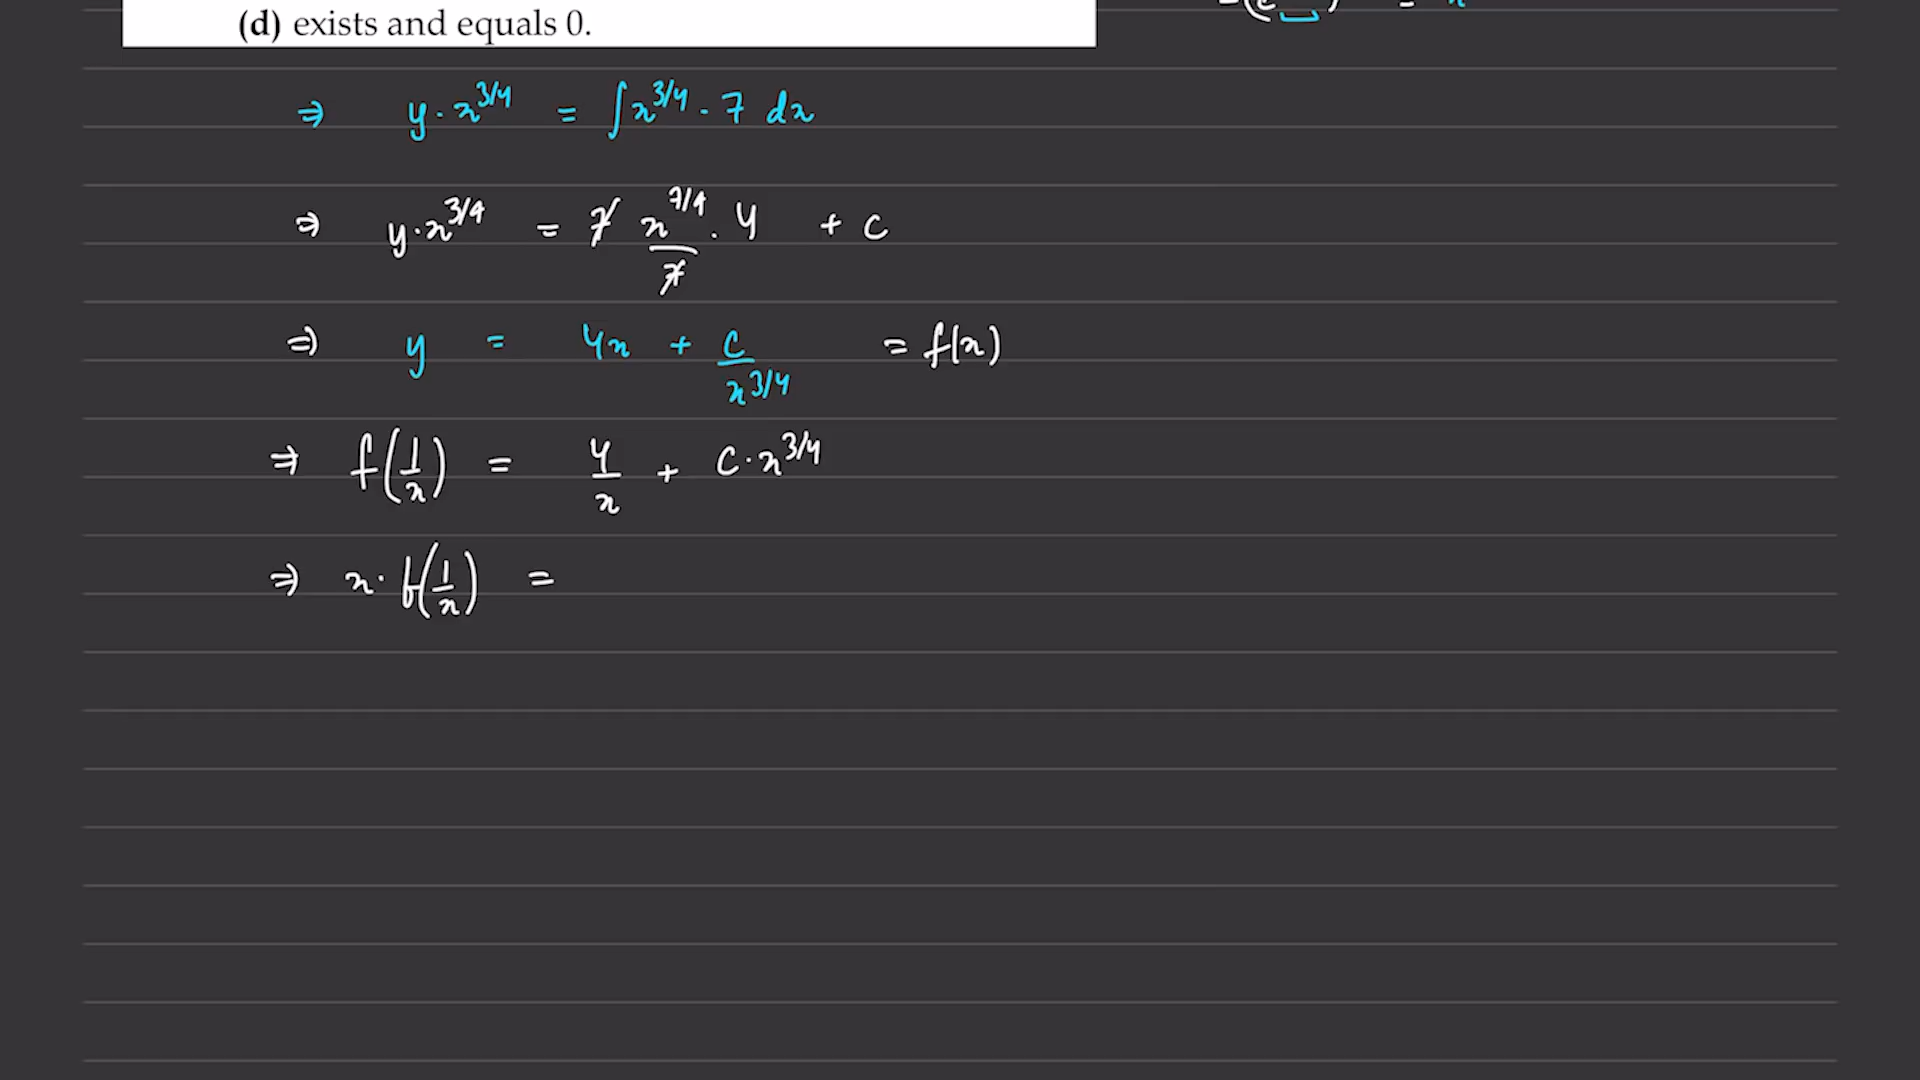 (d) exists and equals 0.
⇒ y·x^{3/4} = ∫x^{3/4} · 7 dx
⇒ y·x^{3/4} = 7 x^{7/4}/7 · 4 + c
⇒ y = 4x + c/x^{3/4} = f(x)
⇒ f(1/x) = 4/x + c·x^{3/4}
⇒ x· f(1/x) =